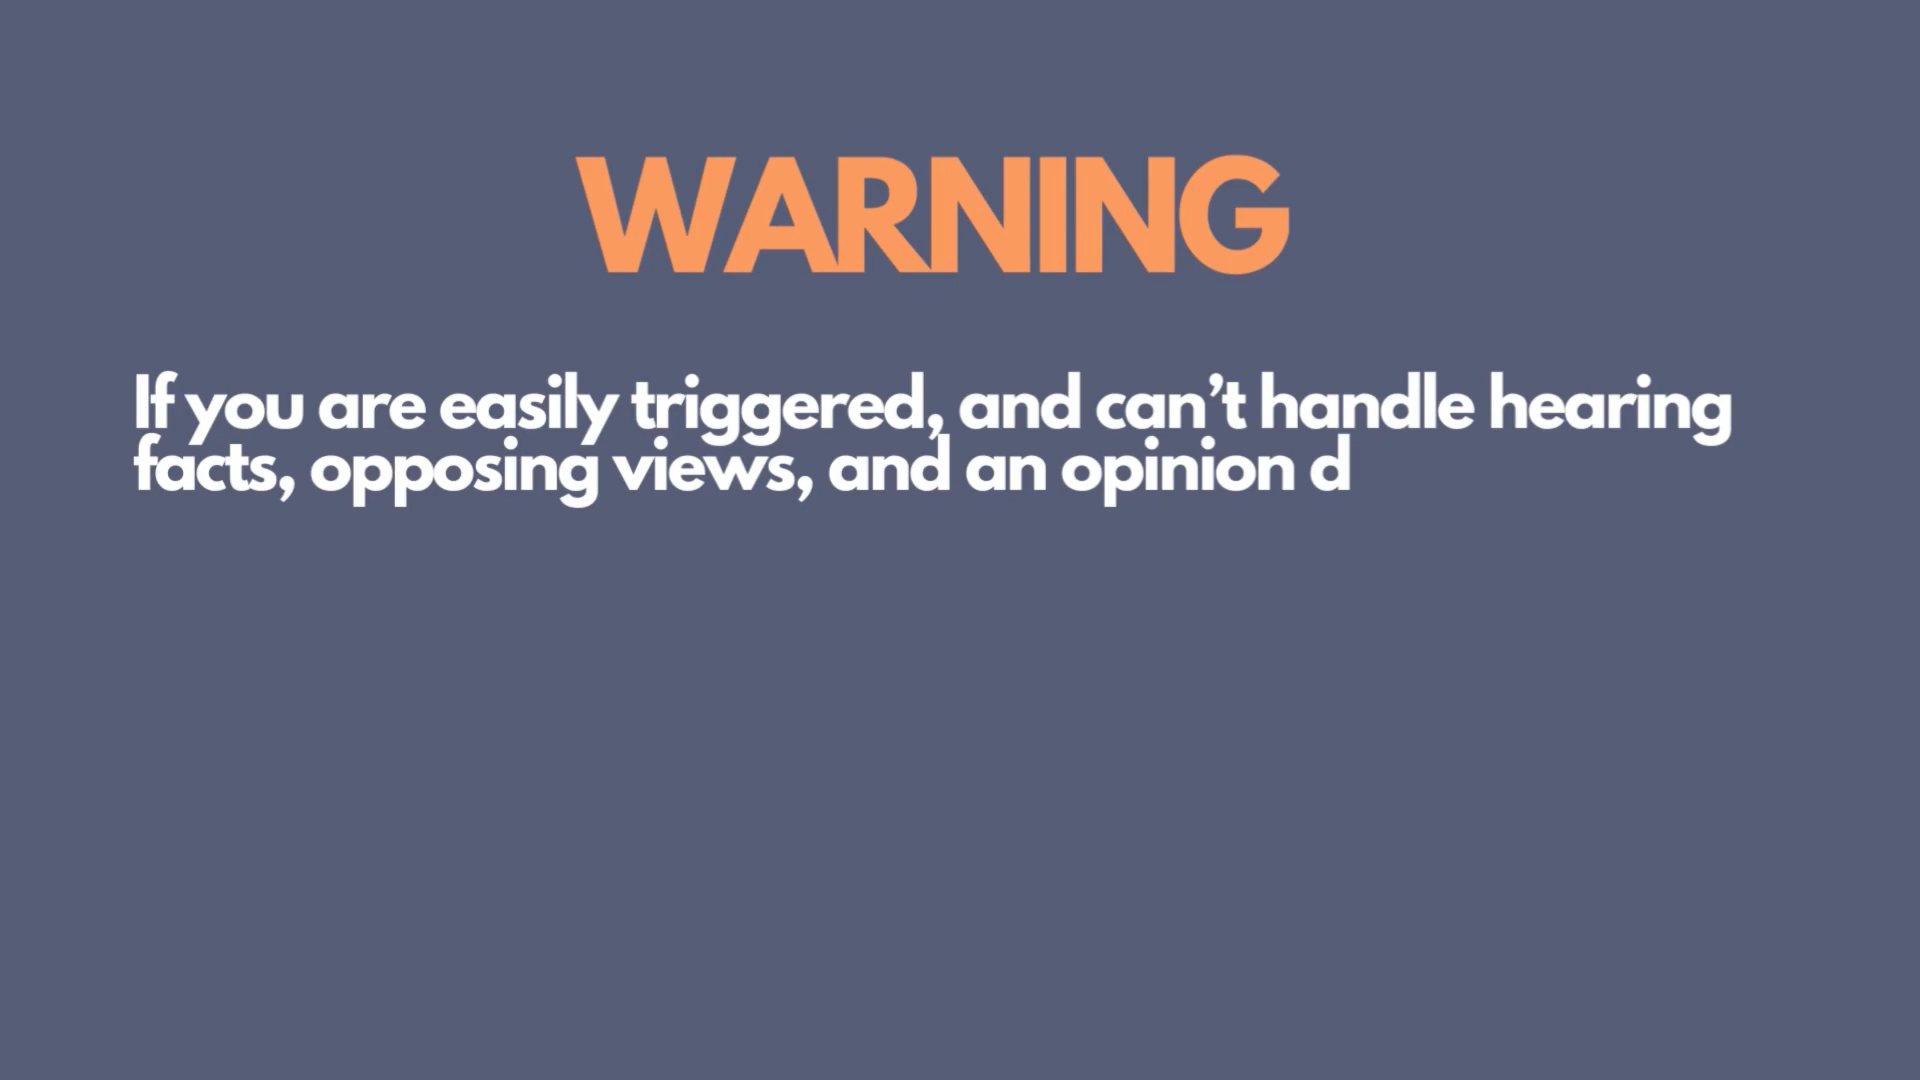 WARNING
If you are easily triggered, and can’t handle hearing
facts, opposing views, and an opinion d